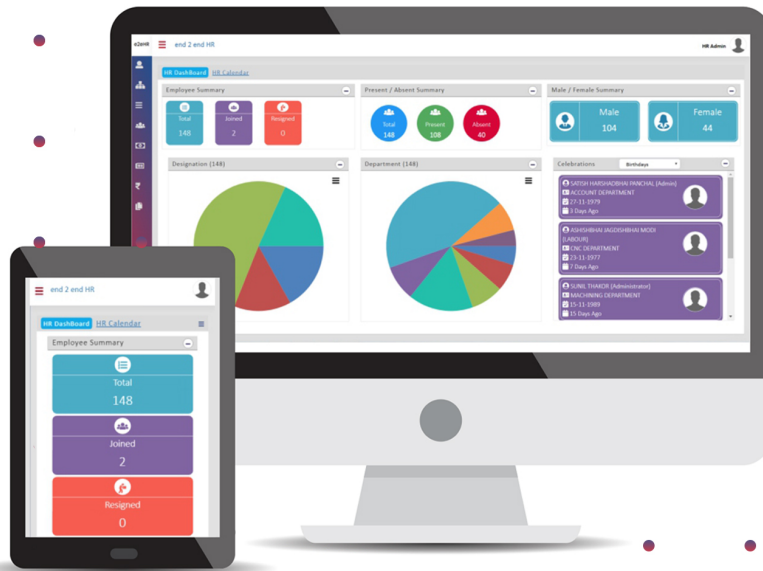 e2eHR
end 2 end HR
HR Admin
HR DashBoard
HR Calendar
Employee Summary
Total
148
Joined
2
Resigned
0
Present / Absent Summary
Total
148
Present
108
Absent
40
Male / Female Summary
Male
104
Female
44
Designation (148)
Department (148)
Celebrations
Birthdays
SATISH HARSHADBHAI PANCHAL [Admin]
ACCOUNT DEPARTMENT
27-11-1979
3 Days Ago
ASHISHBHAI JAGDISHBHAI MODI
[LABOUR]
CNC DEPARTMENT
23-11-1977
7 Days Ago
SUNIL THAKOR [Administrator]
MACHINING DEPARTMENT
15-11-1989
15 Days Ago
end 2 end HR
HR DashBoard
HR Calendar
Employee Summary
Total
148
Joined
2
Resigned
0